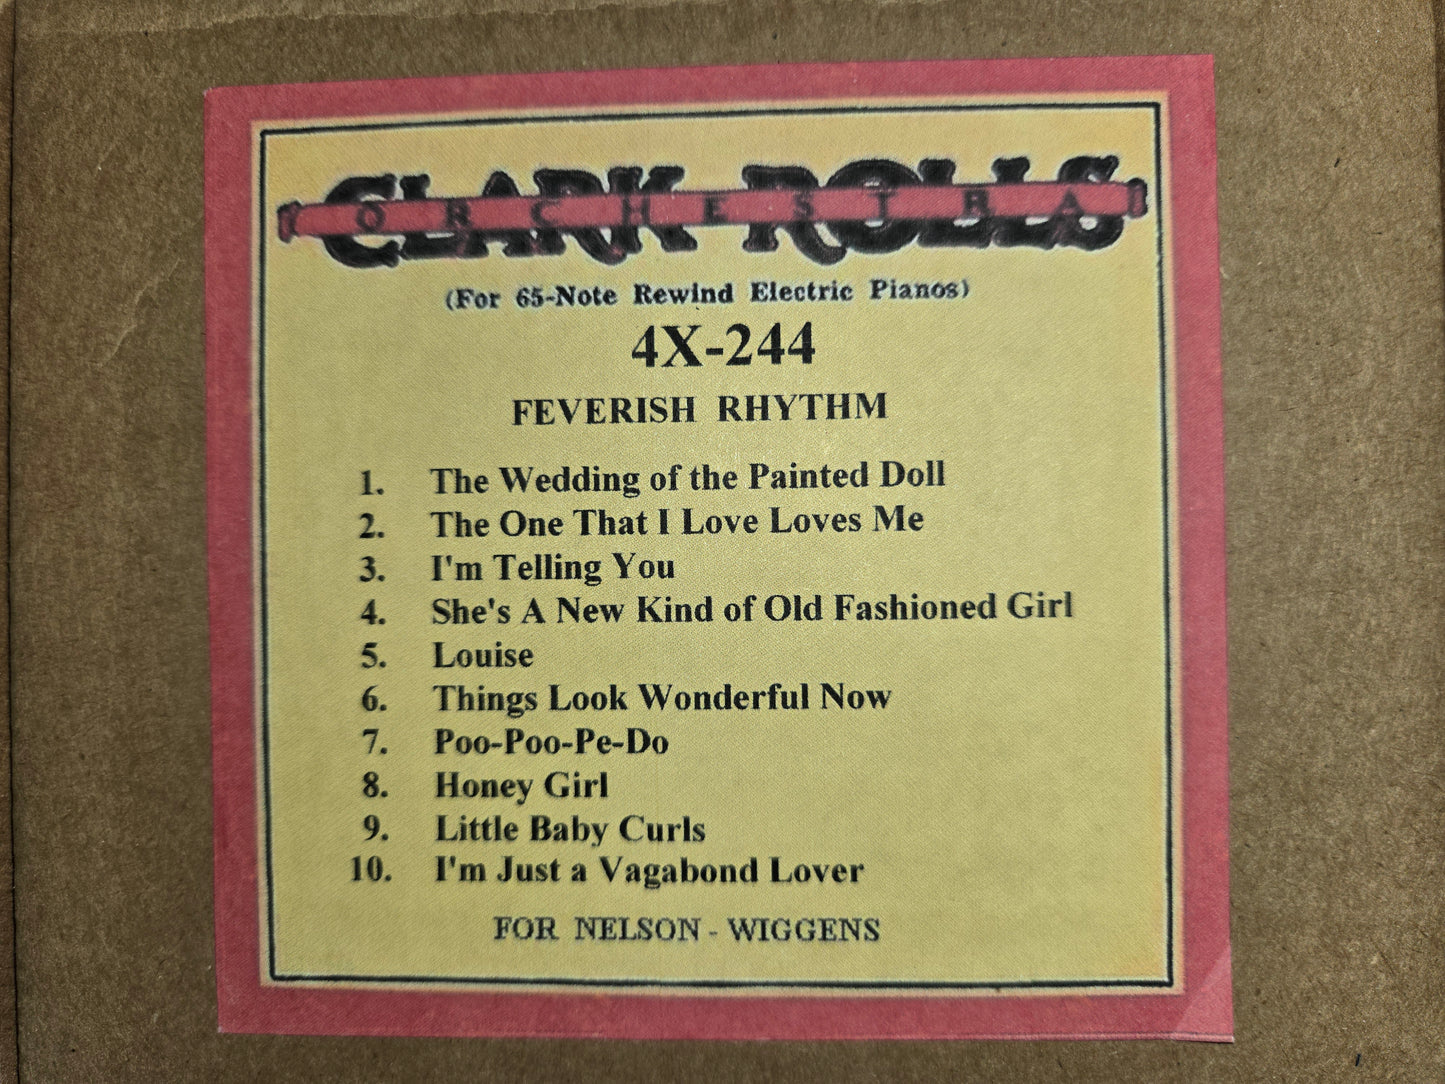 CLARK ROLLS
ORCHESTRA
(For 65-Note Rewind Electric Pianos)
4X-244
FEVERISH RHYTHM
1. The Wedding of the Painted Doll
2. The One That I Love Loves Me
3. I'm Telling You
4. She's A New Kind of Old Fashioned Girl
5. Louise
6. Things Look Wonderful Now
7. Poo-Poo-Pe-Do
8. Honey Girl
9. Little Baby Curls
10. I'm Just a Vagabond Lover
FOR NELSON - WIGGENS